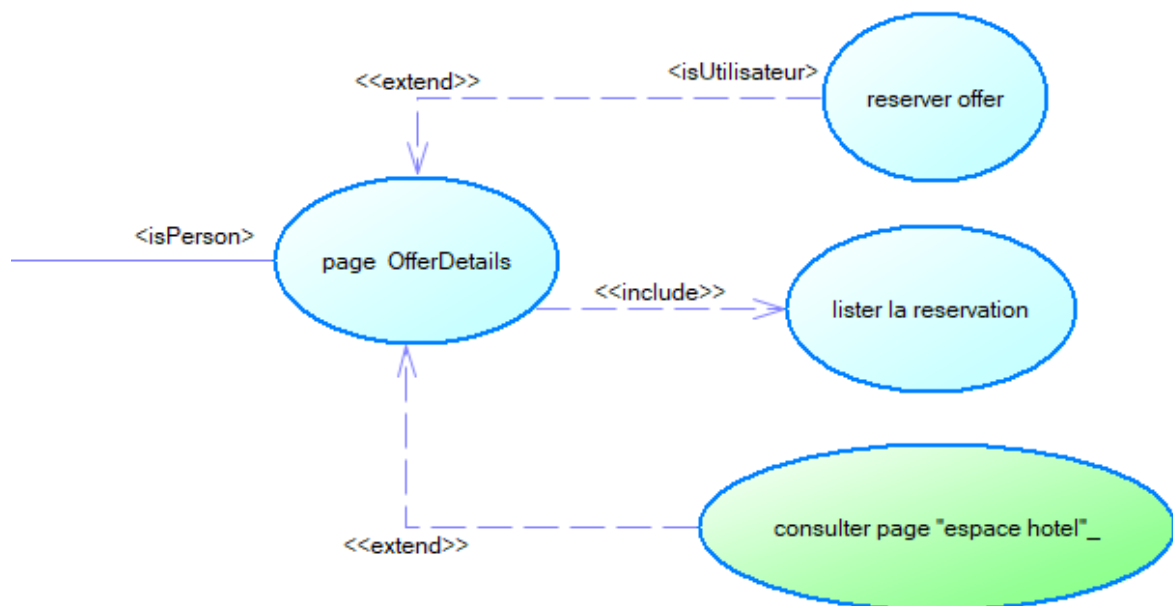 <<extend>>
<isUtilisateur>
reserver offer
<isPerson>
page OfferDetails
<<include>>
lister la reservation
consulter page "espace hotel"_
<<extend>>